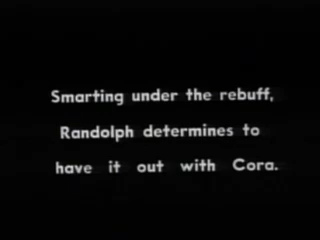 Smarting under the rebuff,
Randolph determines to
have it out with Cora.